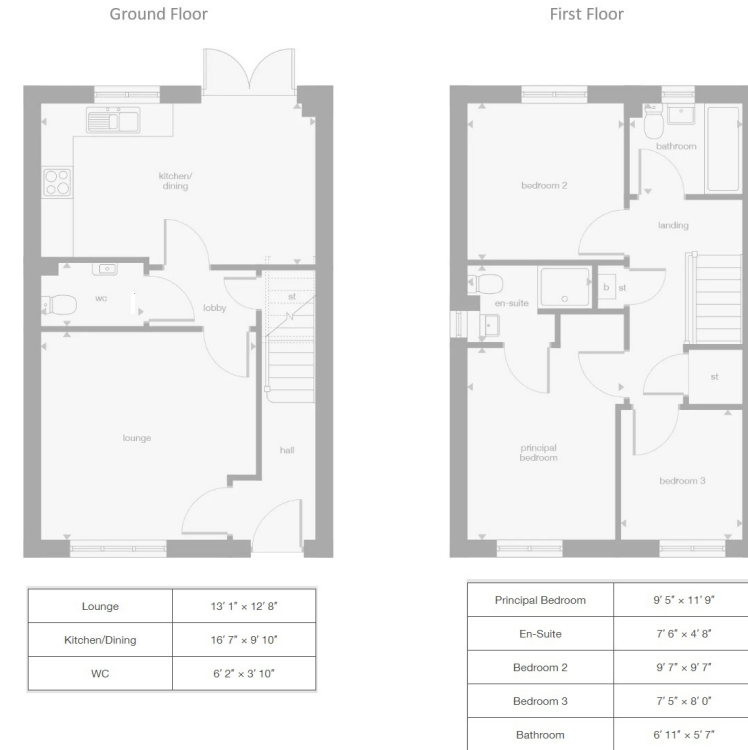 Ground Floor
kitchen/
dining
wc
lobby
st
lounge
hall
Lounge 13' 1" × 12' 8"
Kitchen/Dining 16' 7" × 9' 10"
WC 6' 2" × 3' 10"
First Floor
bathroom
bedroom 2
landing
b st
en-suite
st
principal
bedroom
bedroom 3
Principal Bedroom 9' 5" × 11' 9"
En-Suite 7' 6" × 4' 8"
Bedroom 2 9' 7" × 9' 7"
Bedroom 3 7' 5" × 8' 0"
Bathroom 6' 11" × 5' 7"